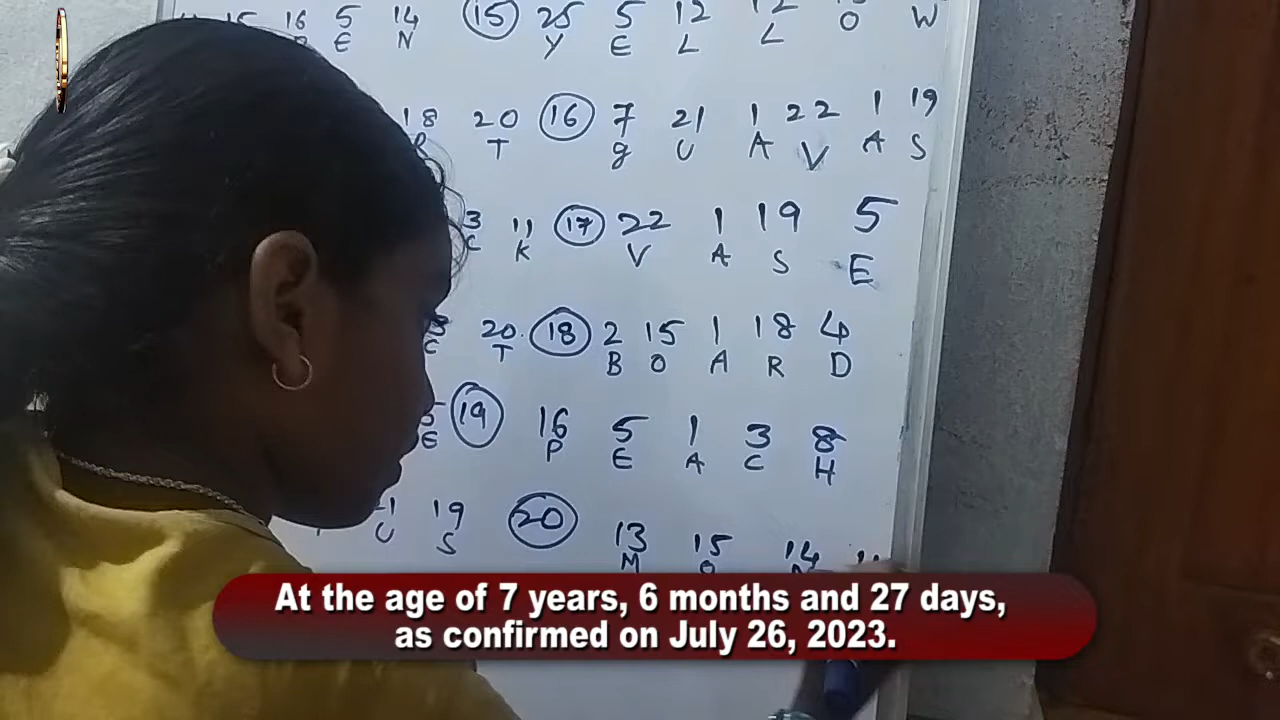 16 5 14 (15) 25 5 12 12
E N Y E L L O W
18 20 (16) 7 21 1 22 1 19
R T g U A V A S
3 11 (17) 22 1 19 5
C K V A S E
20 (18) 2 15 1 18 4
C T B O A R D
5 (19) 16 5 1 3 8
E P E A C H
19 (20) 13 15 14
U S M O
At the age of 7 years, 6 months and 27 days,
as confirmed on July 26, 2023.